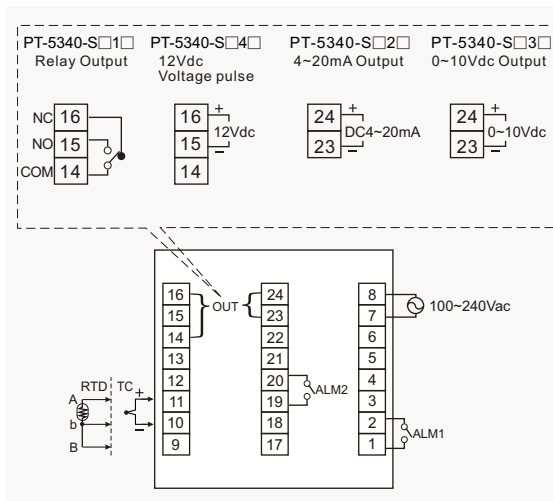 PT-5340-S□1□ PT-5340-S□4□ PT-5340-S□2□ PT-5340-S□3□
Relay Output 12Vdc 4~20mA Output 0~10Vdc Output
Voltage pulse
NC 16 16 + 24 + 24 +
NO 15 15 − 12Vdc 23 − DC4~20mA 23 − 0~10Vdc
COM 14 14
16 24 8
OUT 100~240Vac
15 23 7
14 22 6
13 21 5
RTD TC + 12 20 4
A 11 19 ALM2 3
b − 10 18 2
B 9 17 1 ALM1